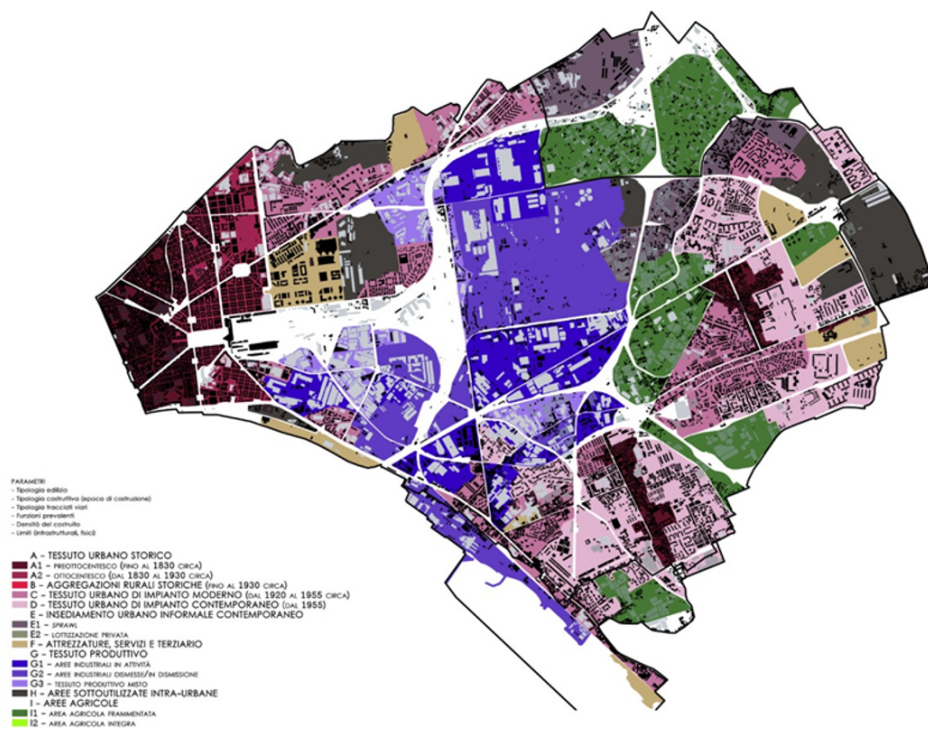 PARAMETRI
- Tipologia edilizia
- Tipologia costruttiva (epoca di costruzione)
- Tipologia tracciati viari
- Funzioni prevalenti
- Densità del costruito
- Limiti (infrastrutturali, fisici)
A – TESSUTO URBANO STORICO
A1 – PREOTTOCENTESCO (FINO AL 1830 CIRCA)
A2 – OTTOCENTESCO (DAL 1830 AL 1930 CIRCA)
B – AGGREGAZIONI RURALI STORICHE (FINO AL 1930 CIRCA)
C – TESSUTO URBANO DI IMPIANTO MODERNO (DAL 1920 AL 1955 CIRCA)
D – TESSUTO URBANO DI IMPIANTO CONTEMPORANEO (DAL 1955)
E – INSEDIAMENTO URBANO INFORMALE CONTEMPORANEO
E1 – SPRAWL
E2 – LOTTIZZAZIONE PRIVATA
F – ATTREZZATURE, SERVIZI E TERZIARIO
G – TESSUTO PRODUTTIVO
G1 – AREE INDUSTRIALI IN ATTIVITÀ
G2 – AREE INDUSTRIALI DISMESSE/IN DISMISSIONE
G3 – TESSUTO PRODUTTIVO MISTO
H – AREE SOTTOUTILIZZATE INTRA-URBANE
I – AREE AGRICOLE
I1 – AREA AGRICOLA FRAMMENTATA
I2 – AREA AGRICOLA INTEGRA